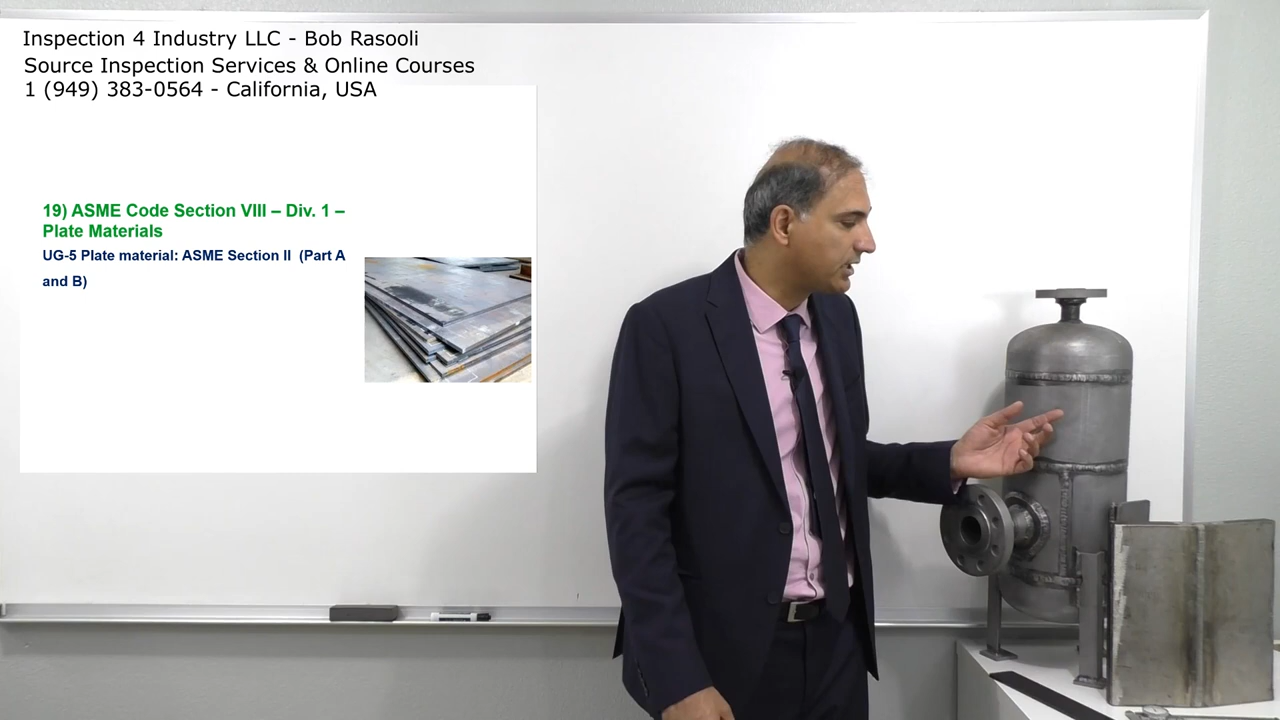 Inspection 4 Industry LLC - Bob Rasooli
Source Inspection Services & Online Courses
1 (949) 383-0564 - California, USA
19) ASME Code Section VIII – Div. 1 –
Plate Materials
UG-5 Plate material: ASME Section II (Part A
and B)